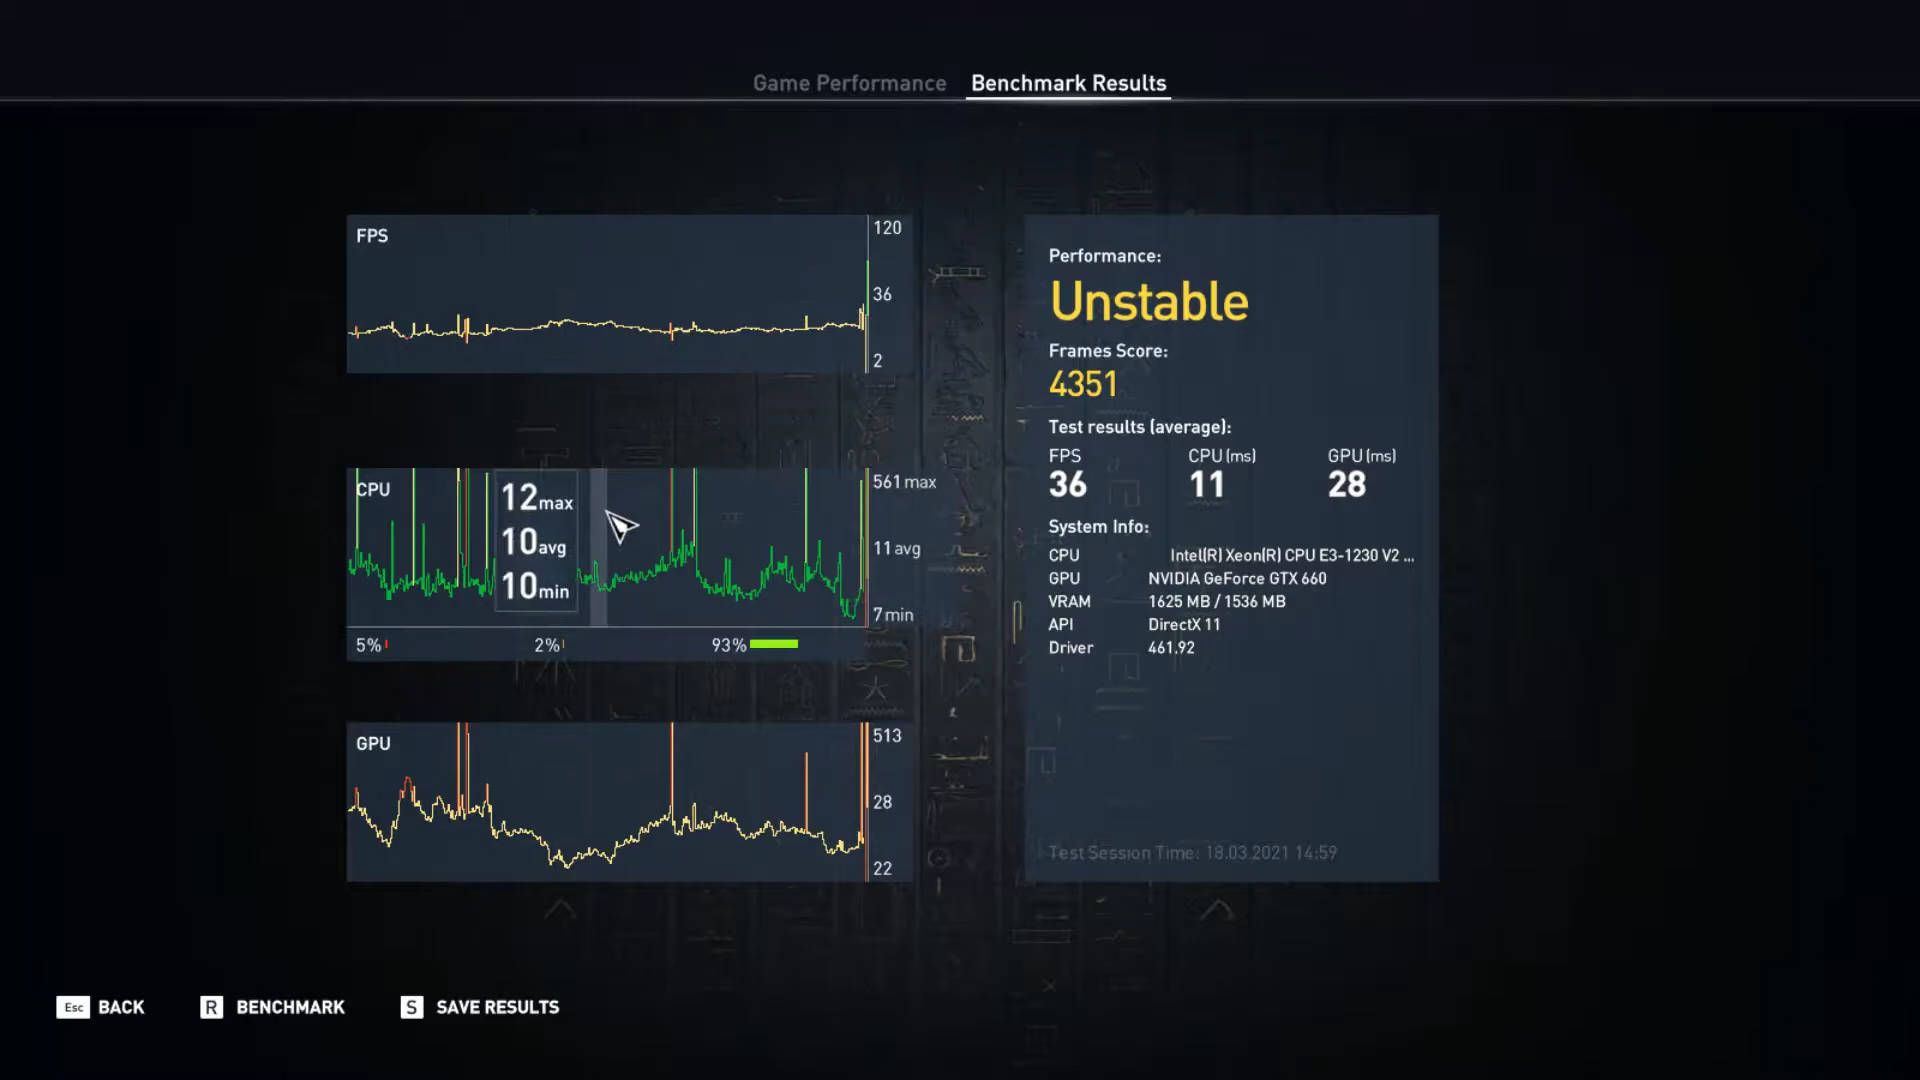 Game Performance Benchmark Results
FPS
120
36
2
CPU
12max
10avg
10min
561 max
11 avg
7 min
5%
2%
93%
GPU
513
28
22
Performance:
Unstable
Frames Score:
4351
Test results (average):
FPS CPU (ms) GPU (ms)
36 11 28
System Info:
CPU Intel(R) Xeon(R) CPU E3-1230 V2 ...
GPU NVIDIA GeForce GTX 660
VRAM 1625 MB / 1536 MB
API DirectX 11
Driver 461.92
Test Session Time: 18.03.2021 14:59
Esc BACK R BENCHMARK S SAVE RESULTS